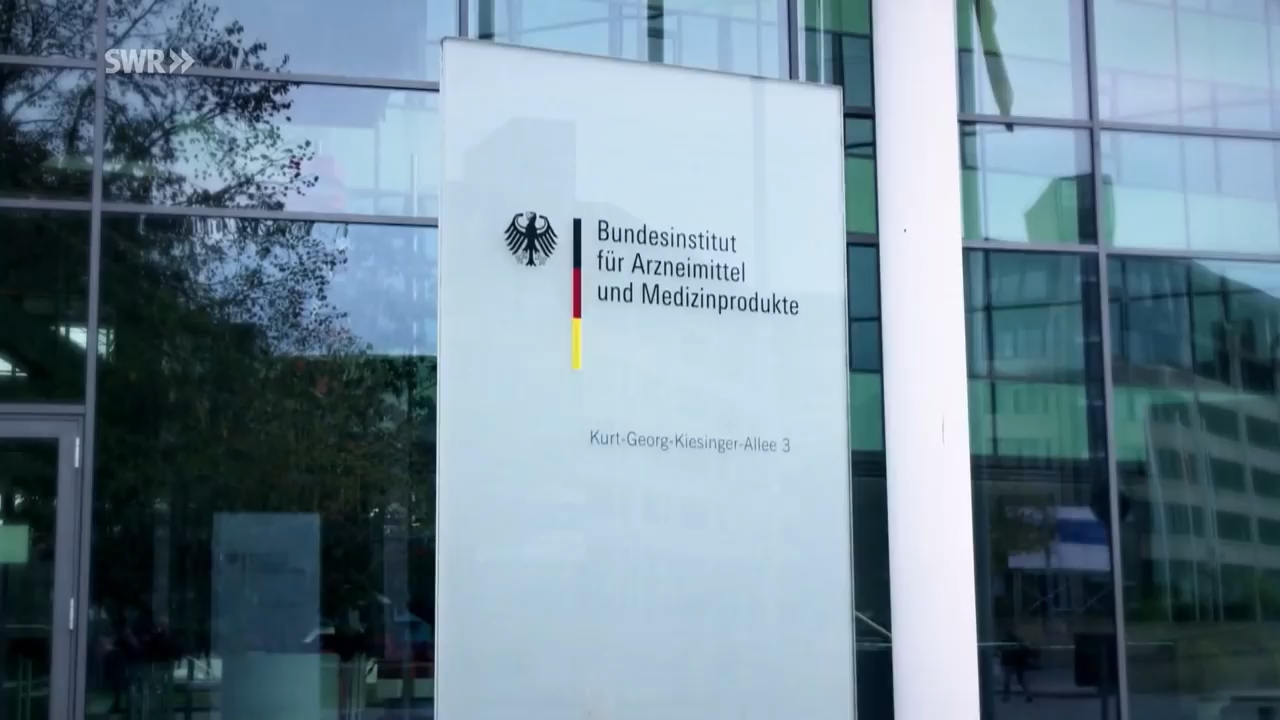 SWR
Bundesinstitut
für Arzneimittel
und Medizinprodukte
Kurt-Georg-Kiesinger-Allee 3